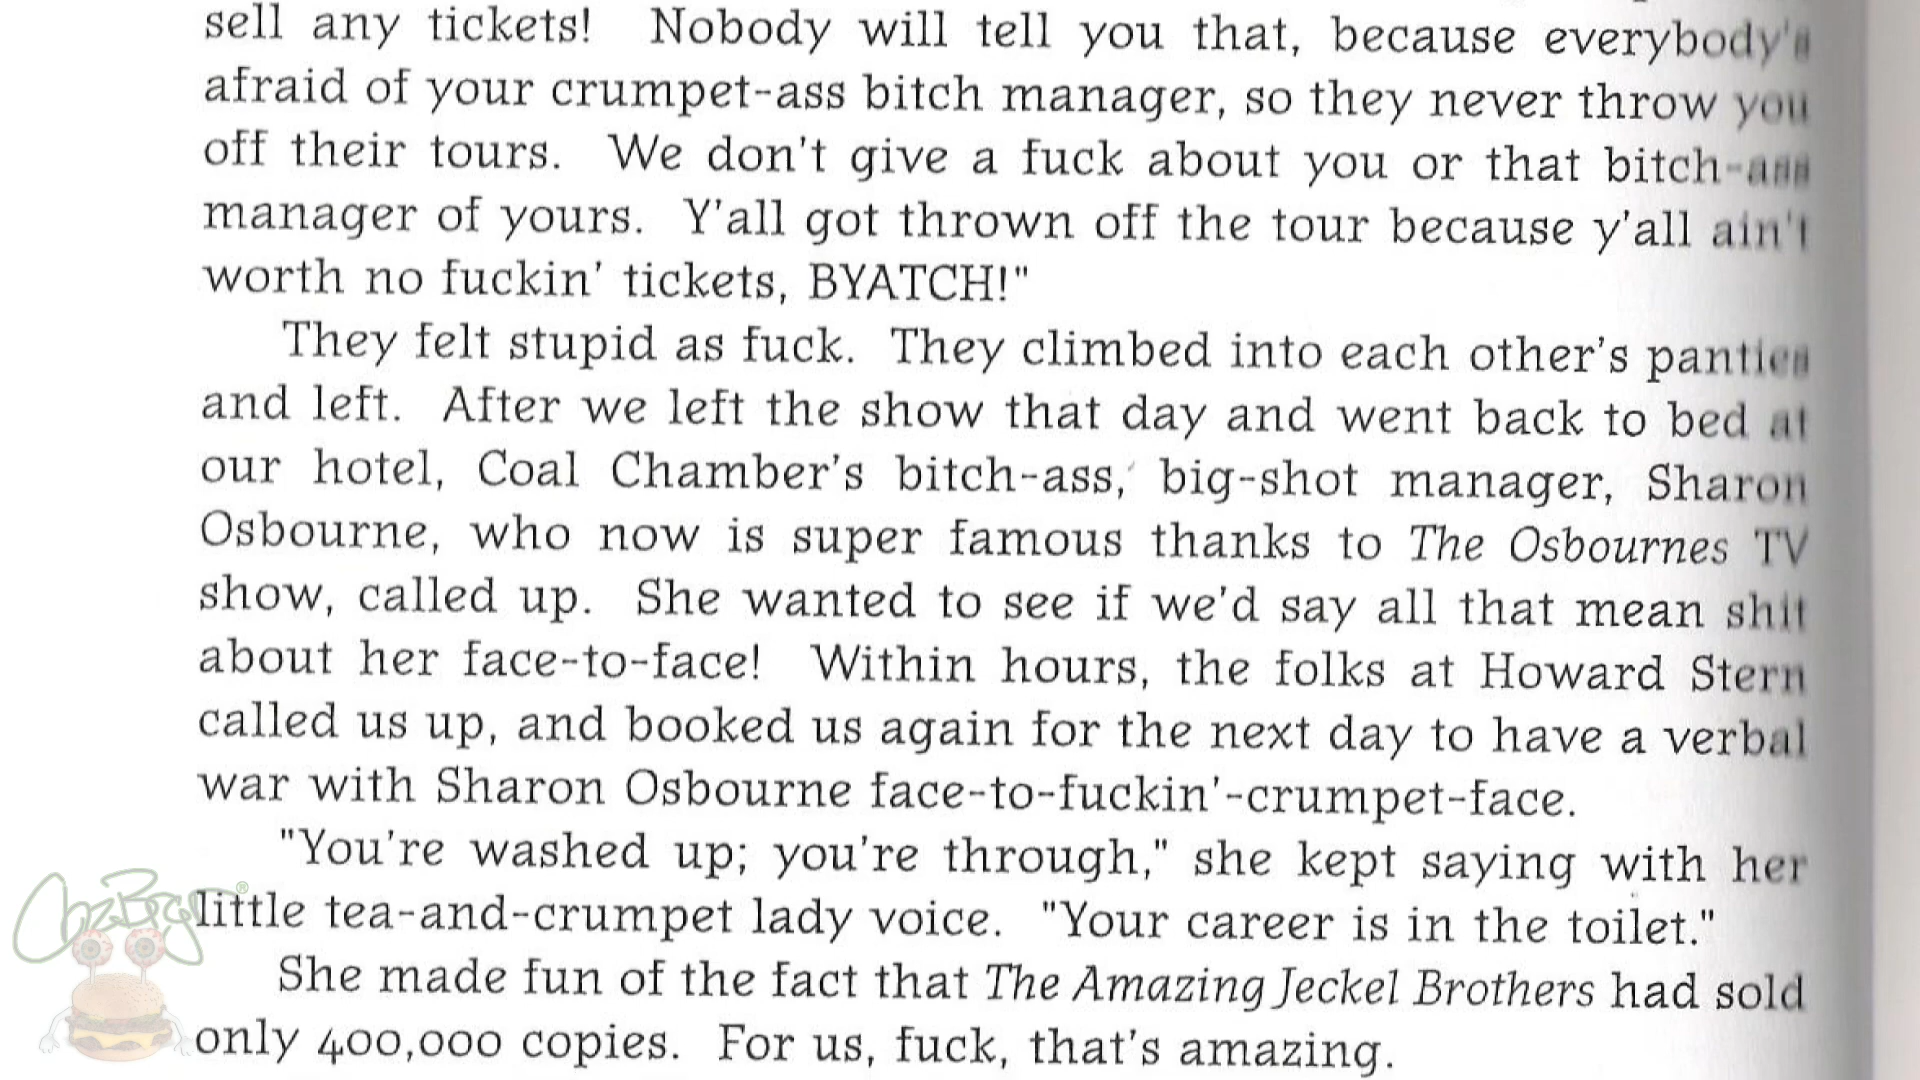 sell any tickets! Nobody will tell you that, because everybody's
afraid of your crumpet-ass bitch manager, so they never throw you
off their tours. We don't give a fuck about you or that bitch-ass
manager of yours. Y'all got thrown off the tour because y'all ain't
worth no fuckin' tickets, BYATCH!"
They felt stupid as fuck. They climbed into each other's panties
and left. After we left the show that day and went back to bed at
our hotel, Coal Chamber's bitch-ass, big-shot manager, Sharon
Osbourne, who now is super famous thanks to The Osbournes TV
show, called up. She wanted to see if we'd say all that mean shit
about her face-to-face! Within hours, the folks at Howard Stern
called us up, and booked us again for the next day to have a verbal
war with Sharon Osbourne face-to-fuckin'-crumpet-face.
"You're washed up; you're through," she kept saying with her
little tea-and-crumpet lady voice. "Your career is in the toilet."
She made fun of the fact that The Amazing Jeckel Brothers had sold
only 400,000 copies. For us, fuck, that's amazing.